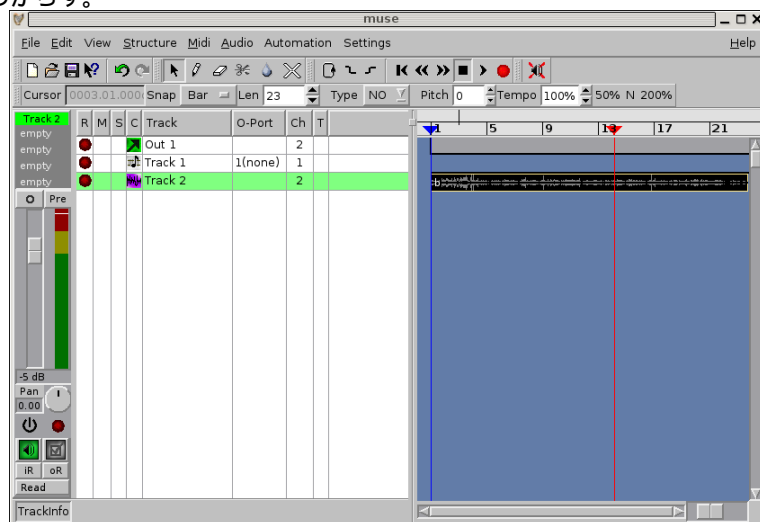 muse
File Edit View Structure Midi Audio Automation Settings Help
Cursor 0003.01.000 Snap Bar Len 23 Type NO Pitch 0 Tempo 100% 50% N 200%
Track 2 R M S C Track O-Port Ch T
1 5 9 13 17 21
empty
empty
empty
empty
Out 1 2
Track 1 1(none) 1
Track 2 2
b
O Pre
-5 dB
Pan
0.00
iR oR
Read
TrackInfo